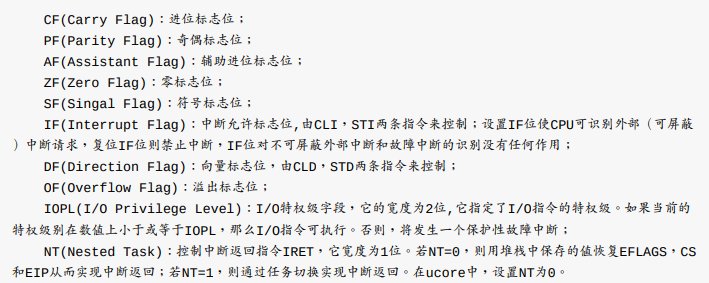 CF(Carry Flag)：进位标志位；
PF(Parity Flag)：奇偶标志位；
AF(Assistant Flag)：辅助进位标志位；
ZF(Zero Flag)：零标志位；
SF(Singal Flag)：符号标志位；
IF(Interrupt Flag)：中断允许标志位,由CLI，STI两条指令来控制；设置IF位使CPU可识别外部（可屏蔽
）中断请求，复位IF位则禁止中断，IF位对不可屏蔽外部中断和故障中断的识别没有任何作用；
DF(Direction Flag)：向量标志位，由CLD，STD两条指令来控制；
OF(Overflow Flag)：溢出标志位；
IOPL(I/O Privilege Level)：I/O特权级字段，它的宽度为2位,它指定了I/O指令的特权级。如果当前的
特权级别在数值上小于或等于IOPL，那么I/O指令可执行。否则，将发生一个保护性故障中断；
NT(Nested Task)：控制中断返回指令IRET，它宽度为1位。若NT=0，则用堆栈中保存的值恢复EFLAGS，CS
和EIP从而实现中断返回；若NT=1，则通过任务切换实现中断返回。在ucore中，设置NT为0。